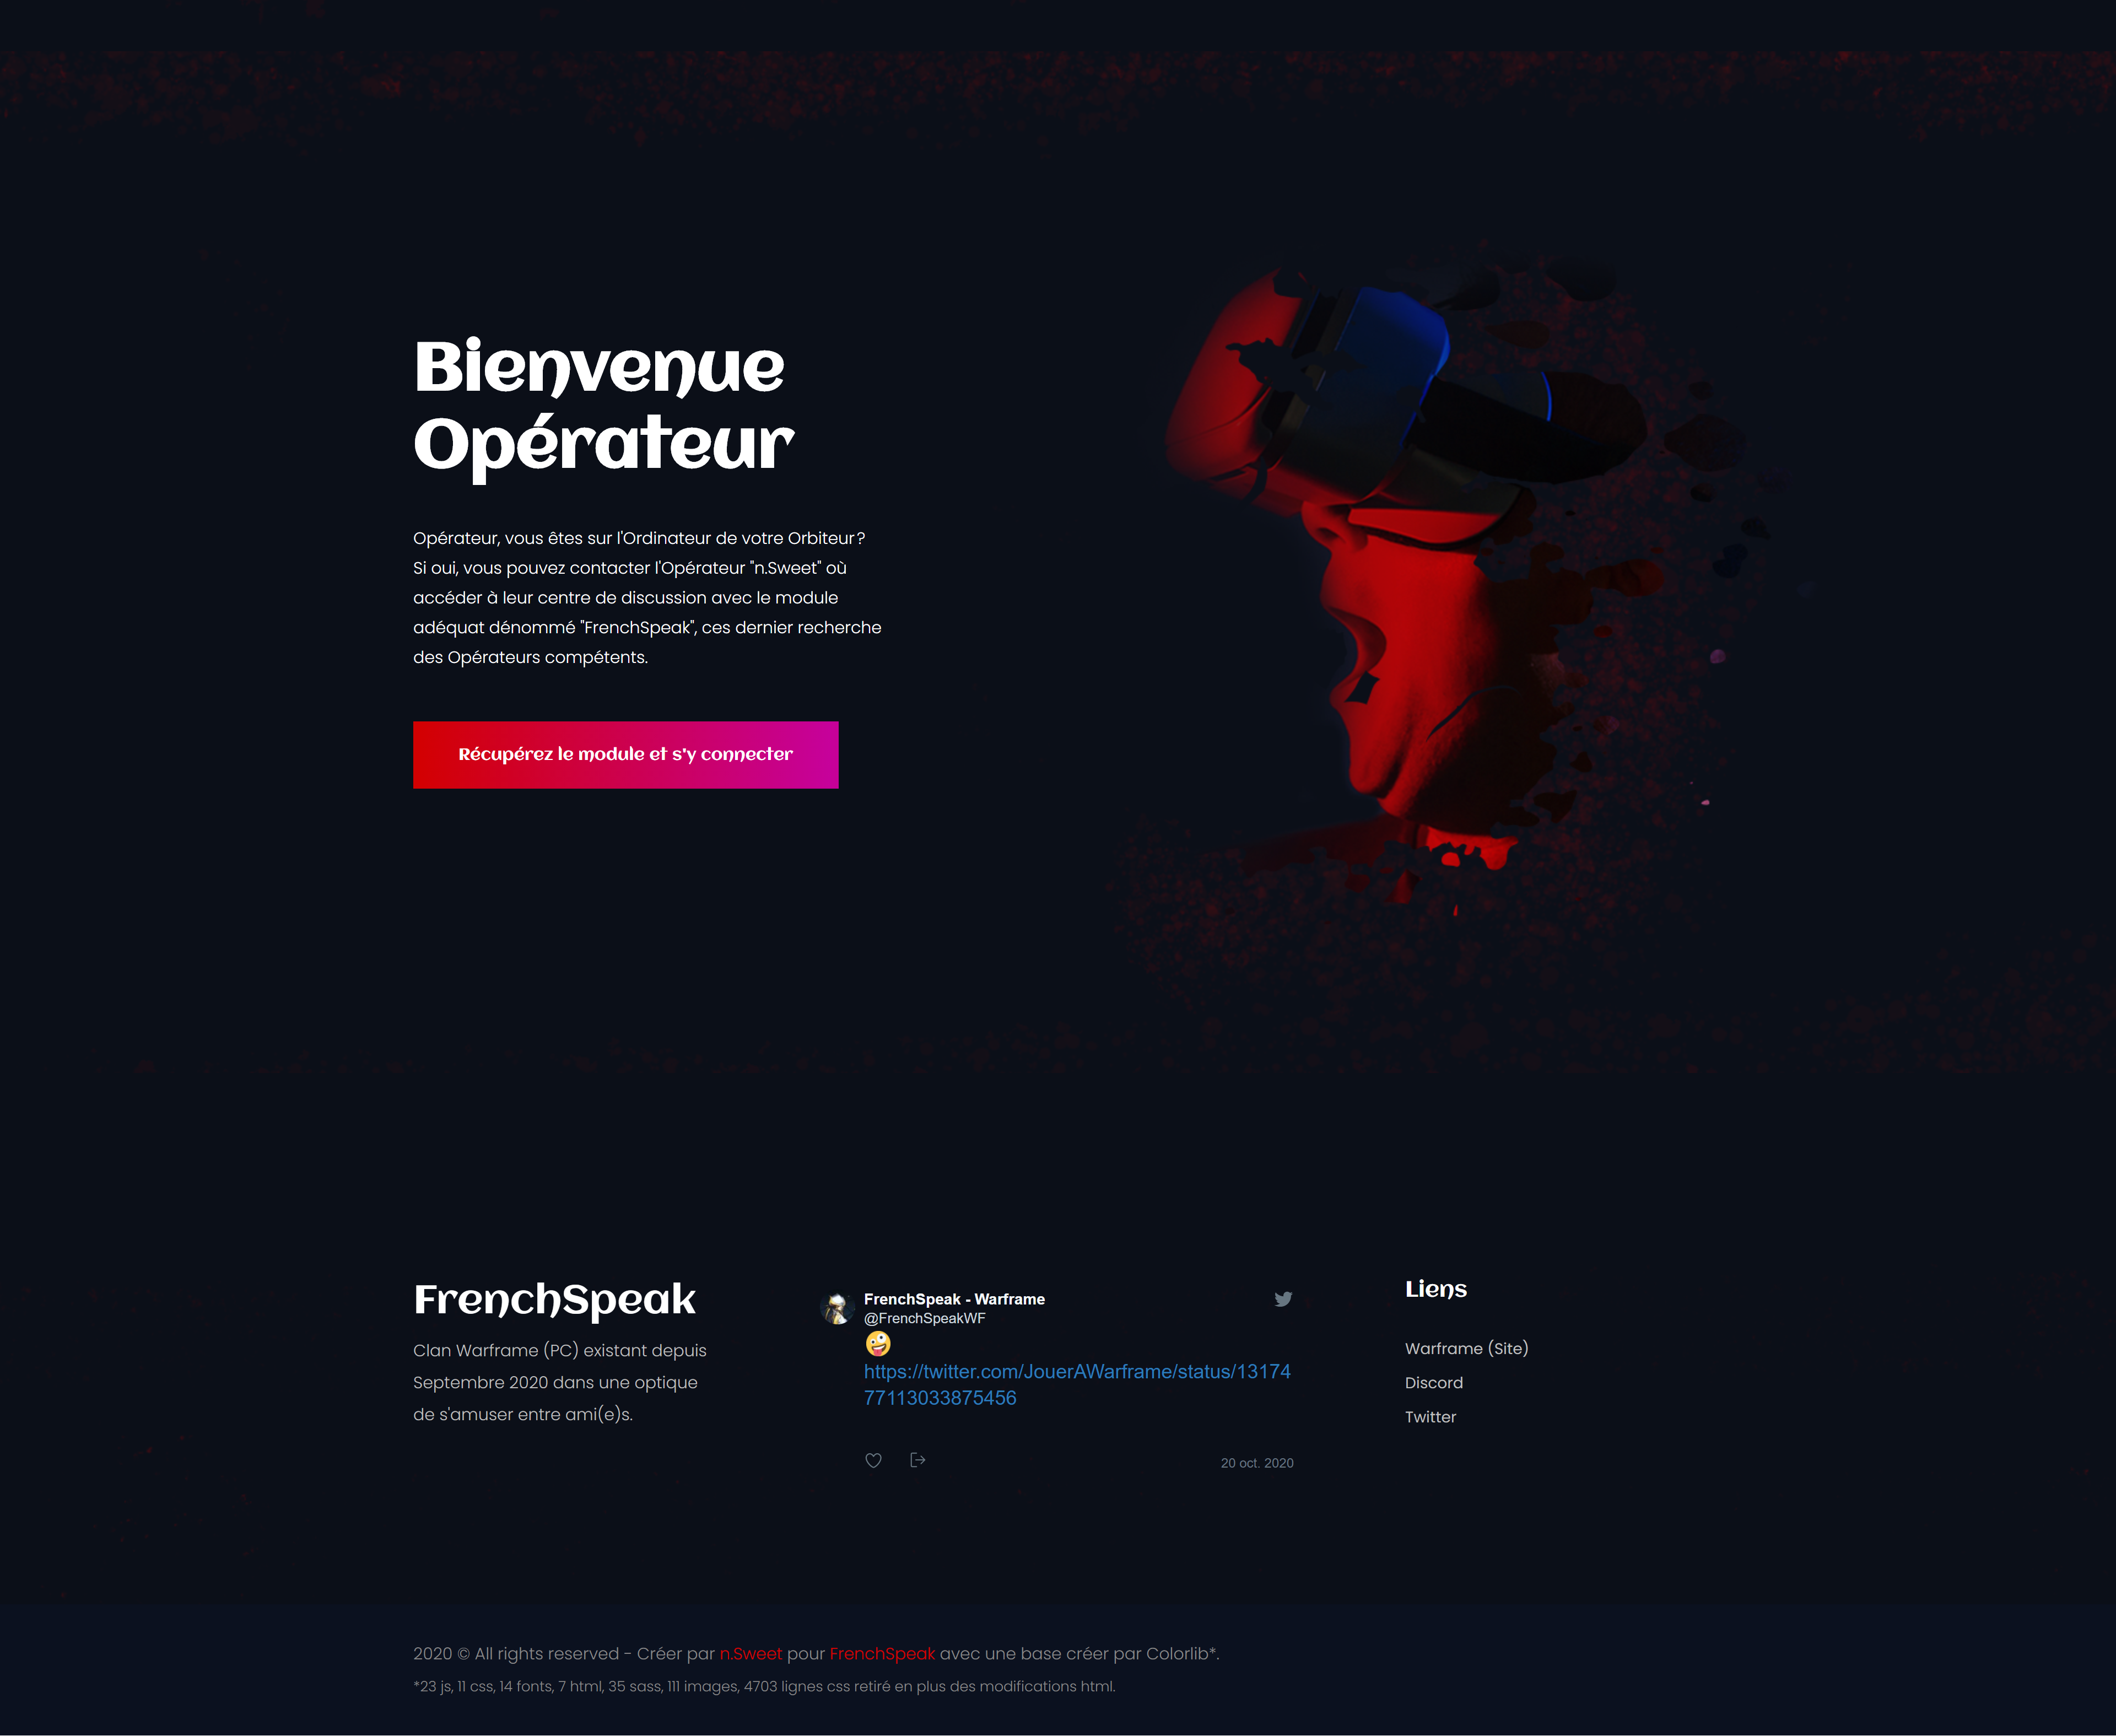 Bienvenue
Opérateur
Opérateur, vous êtes sur l'Ordinateur de votre Orbiteur?
Si oui, vous pouvez contacter l'Opérateur "n.Sweet" où
accéder à leur centre de discussion avec le module
adéquat dénommé "FrenchSpeak", ces dernier recherche
des Opérateurs compétents.
Récupérez le module et s'y connecter
FrenchSpeak
Clan Warframe (PC) existant depuis
Septembre 2020 dans une optique
de s'amuser entre ami(e)s.
FrenchSpeak - Warframe
@FrenchSpeakWF
🤪
https://twitter.com/JouerAWarframe/status/13174
77113033875456
20 oct. 2020
Liens
Warframe (Site)
Discord
Twitter
2020 © All rights reserved - Créer par n.Sweet pour FrenchSpeak avec une base créer par Colorlib*.
*23 js, 11 css, 14 fonts, 7 html, 35 sass, 111 images, 4703 lignes css retiré en plus des modifications html.